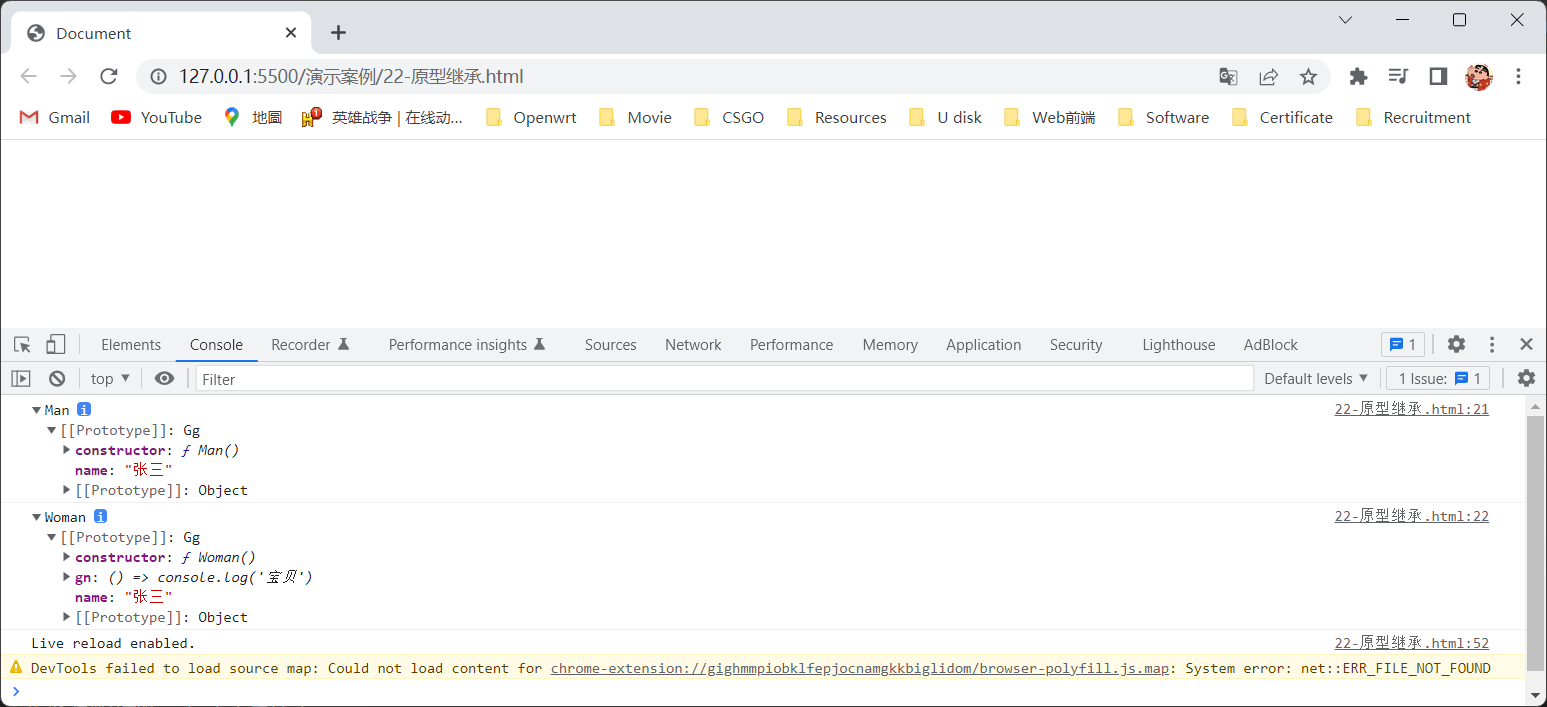 Document
127.0.0.1:5500/演示案例/22-原型继承.html
Gmail YouTube 地圖 英雄战争 | 在线动... Openwrt Movie CSGO Resources U disk Web前端 Software Certificate Recruitment
Elements Console Recorder Performance insights Sources Network Performance Memory Application Security Lighthouse AdBlock 1
top ▼ Filter Default levels ▼ 1 Issue: 1
▼Man i 22-原型继承.html:21
▼[[Prototype]]: Gg
▶constructor: ƒ Man()
name: "张三"
▶[[Prototype]]: Object
▼Woman i 22-原型继承.html:22
▼[[Prototype]]: Gg
▶constructor: ƒ Woman()
▶gn: () => console.log('宝贝')
name: "张三"
▶[[Prototype]]: Object
Live reload enabled. 22-原型继承.html:52
DevTools failed to load source map: Could not load content for chrome-extension://gighmmpiobklfepjocnamgkkbiglidom/browser-polyfill.js.map: System error: net::ERR_FILE_NOT_FOUND